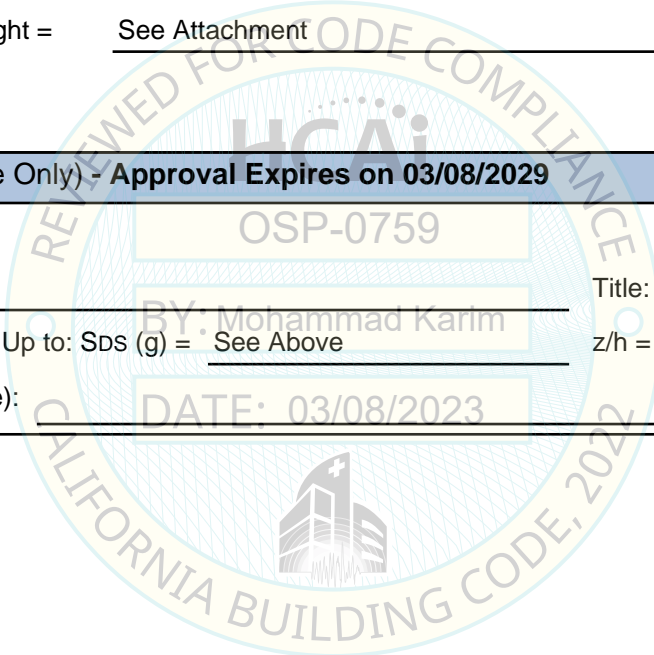 ght = See Attachment
REVIEWED FOR CODE COMPLIANCE
HCAi
e Only) - Approval Expires on 03/08/2029
OSP-0759
Title:
BY: Mohammad Karim
Up to: SDS (g) = See Above z/h =
e):
DATE: 03/08/2023
CALIFORNIA BUILDING CODE, 2022